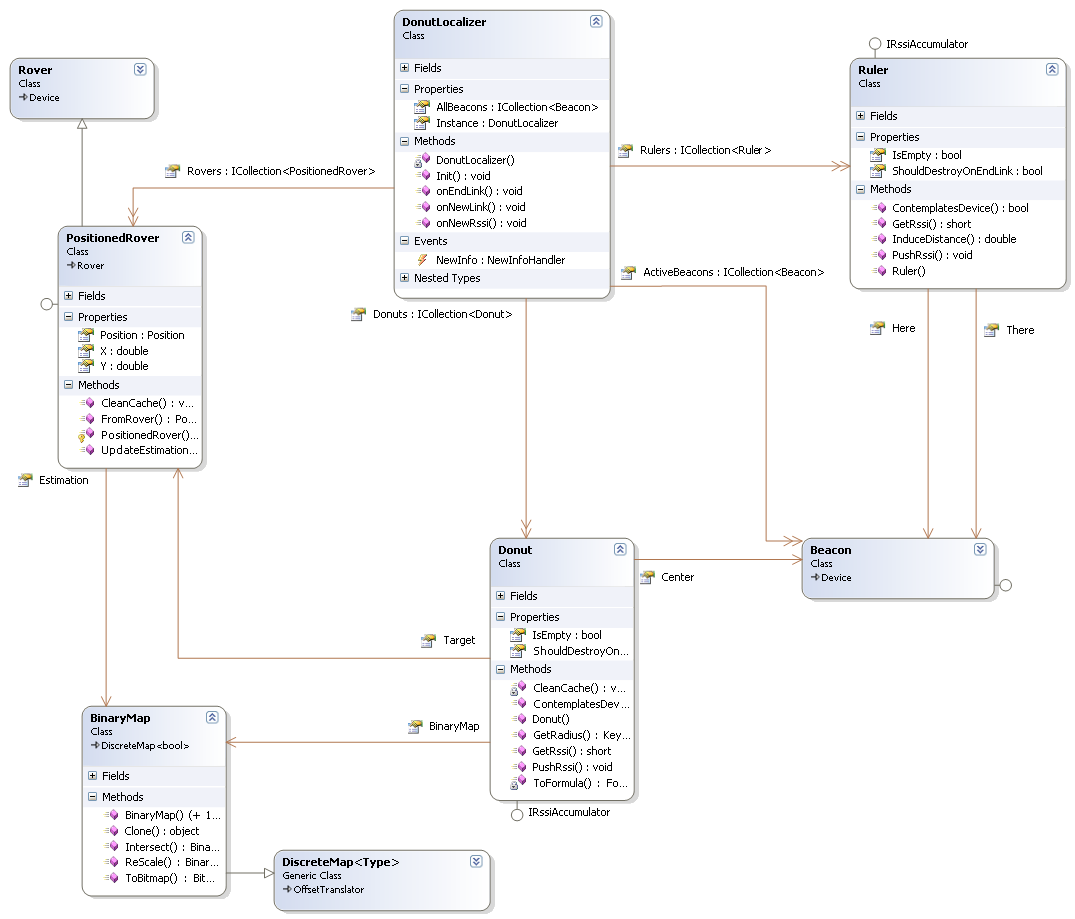 DonutLocalizer
Class
Fields
Properties
AllBeacons : ICollection<Beacon>
Instance : DonutLocalizer
Methods
DonutLocalizer()
Init() : void
onEndLink() : void
onNewLink() : void
onNewRssi() : void
Events
NewInfo : NewInfoHandler
Nested Types
Rover
Class
Device
IRssiAccumulator
Ruler
Class
Fields
Properties
IsEmpty : bool
ShouldDestroyOnEndLink : bool
Methods
ContemplatesDevice() : bool
GetRssi() : short
InduceDistance() : double
PushRssi() : void
Ruler()
Rulers : ICollection<Ruler>
Rovers : ICollection<PositionedRover>
ActiveBeacons : ICollection<Beacon>
Donuts : ICollection<Donut>
Here
There
PositionedRover
Class
Rover
Fields
Properties
Position : Position
X : double
Y : double
Methods
CleanCache() : v...
FromRover() : Po...
PositionedRover()...
UpdateEstimation...
Estimation
Donut
Class
Fields
Properties
IsEmpty : bool
ShouldDestroyOn...
Methods
CleanCache() : v...
ContemplatesDev...
Donut()
GetRadius() : Key...
GetRssi() : short
PushRssi() : void
ToFormula() : Fo...
IRssiAccumulator
Center
Beacon
Class
Device
Target
BinaryMap
BinaryMap
Class
DiscreteMap<bool>
Fields
Methods
BinaryMap() (+ 1...
Clone() : object
Intersect() : Bina...
ReScale() : Binar...
ToBitmap() : Bit...
DiscreteMap<Type>
Generic Class
OffsetTranslator